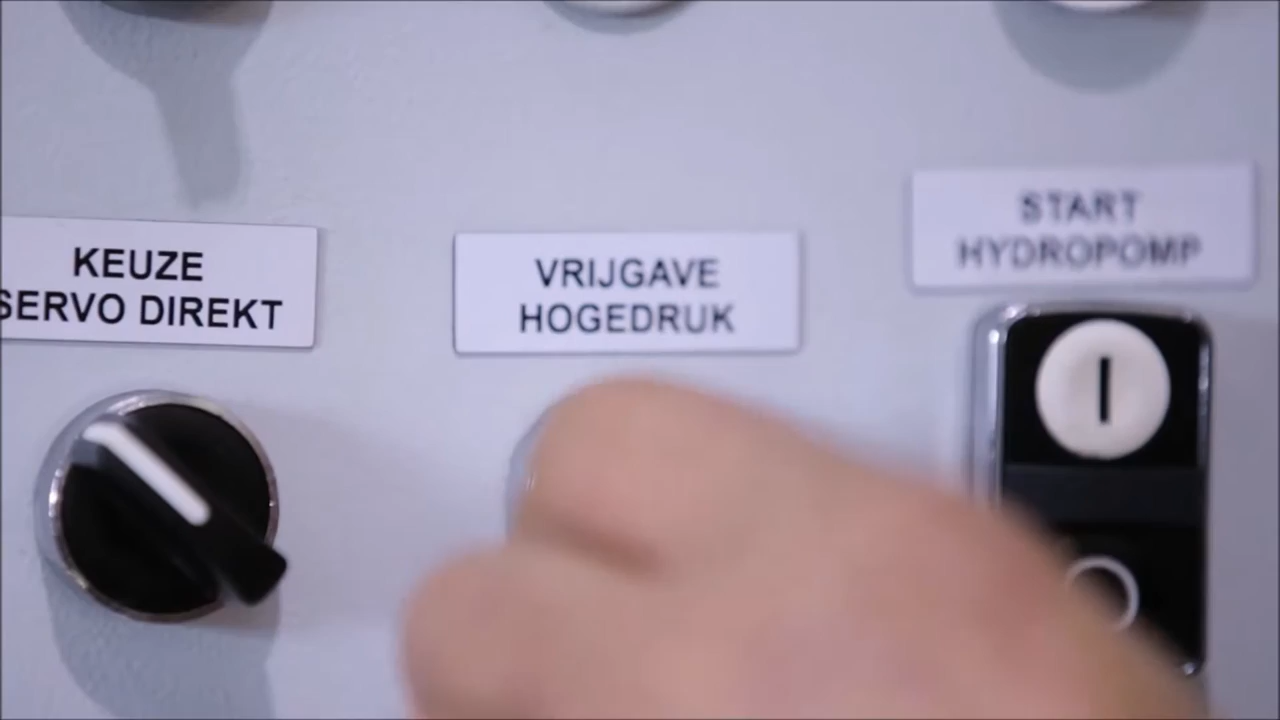 KEUZE
SERVO DIREKT
VRIJGAVE
HOGEDRUK
START
HYDROPOMP
I
O